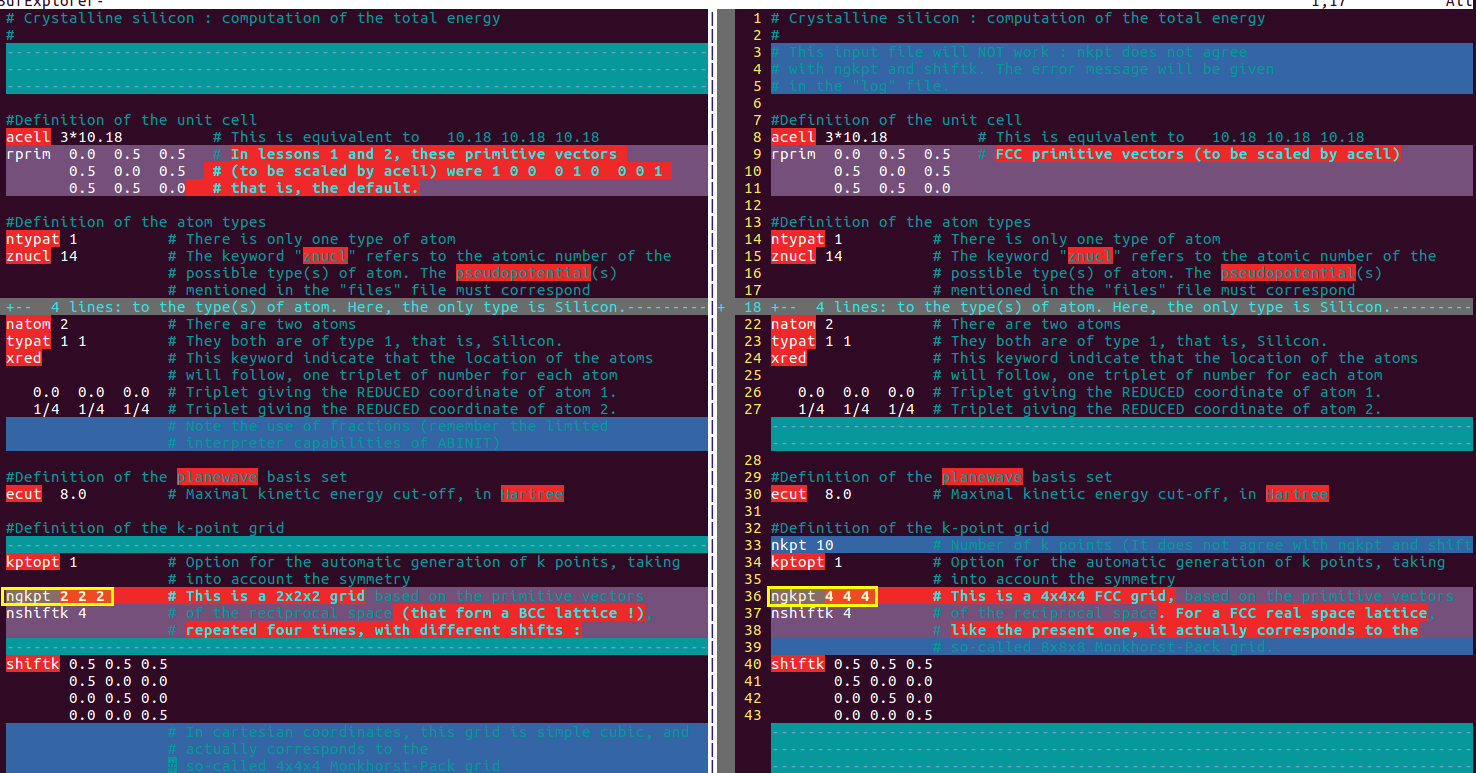 BufExplorer-
1,17 All
# Crystalline silicon : computation of the total energy
#
#Definition of the unit cell
acell 3*10.18 # This is equivalent to 10.18 10.18 10.18
rprim 0.0 0.5 0.5 # In lessons 1 and 2, these primitive vectors
0.5 0.0 0.5 # (to be scaled by acell) were 1 0 0 0 1 0 0 0 1
0.5 0.5 0.0 # that is, the default.
#Definition of the atom types
ntypat 1 # There is only one type of atom
znucl 14 # The keyword "znucl" refers to the atomic number of the
# possible type(s) of atom. The pseudopotential(s)
# mentioned in the "files" file must correspond
+-- 4 lines: to the type(s) of atom. Here, the only type is Silicon.---------
natom 2 # There are two atoms
typat 1 1 # They both are of type 1, that is, Silicon.
xred # This keyword indicate that the location of the atoms
# will follow, one triplet of number for each atom
0.0 0.0 0.0 # Triplet giving the REDUCED coordinate of atom 1.
1/4 1/4 1/4 # Triplet giving the REDUCED coordinate of atom 2.
# Note the use of fractions (remember the limited
# interpreter capabilities of ABINIT)
#Definition of the planewave basis set
ecut 8.0 # Maximal kinetic energy cut-off, in Hartree
#Definition of the k-point grid
kptopt 1 # Option for the automatic generation of k points, taking
# into account the symmetry
ngkpt 2 2 2 # This is a 2x2x2 grid based on the primitive vectors
nshiftk 4 # of the reciprocal space (that form a BCC lattice !),
# repeated four times, with different shifts :
shiftk 0.5 0.5 0.5
0.5 0.0 0.0
0.0 0.5 0.0
0.0 0.0 0.5
# In cartesian coordinates, this grid is simple cubic, and
# actually corresponds to the
# so-called 4x4x4 Monkhorst-Pack grid
1 # Crystalline silicon : computation of the total energy
2 #
3 # This input file will NOT work : nkpt does not agree
4 # with ngkpt and shiftk. The error message will be given
5 # in the "log" file.
6
7 #Definition of the unit cell
8 acell 3*10.18 # This is equivalent to 10.18 10.18 10.18
9 rprim 0.0 0.5 0.5 # FCC primitive vectors (to be scaled by acell)
10 0.5 0.0 0.5
11 0.5 0.5 0.0
12
13 #Definition of the atom types
14 ntypat 1 # There is only one type of atom
15 znucl 14 # The keyword "znucl" refers to the atomic number of the
16 # possible type(s) of atom. The pseudopotential(s)
17 # mentioned in the "files" file must correspond
+ 18 +-- 4 lines: to the type(s) of atom. Here, the only type is Silicon.---------
22 natom 2 # There are two atoms
23 typat 1 1 # They both are of type 1, that is, Silicon.
24 xred # This keyword indicate that the location of the atoms
25 # will follow, one triplet of number for each atom
26 0.0 0.0 0.0 # Triplet giving the REDUCED coordinate of atom 1.
27 1/4 1/4 1/4 # Triplet giving the REDUCED coordinate of atom 2.
28
29 #Definition of the planewave basis set
30 ecut 8.0 # Maximal kinetic energy cut-off, in Hartree
31
32 #Definition of the k-point grid
33 nkpt 10 # Number of k points (It does not agree with ngkpt and shift
34 kptopt 1 # Option for the automatic generation of k points, taking
35 # into account the symmetry
36 ngkpt 4 4 4 # This is a 4x4x4 FCC grid, based on the primitive vectors
37 nshiftk 4 # of the reciprocal space. For a FCC real space lattice,
38 # like the present one, it actually corresponds to the
39 # so-called 8x8x8 Monkhorst-Pack grid.
40 shiftk 0.5 0.5 0.5
41 0.5 0.0 0.0
42 0.0 0.5 0.0
43 0.0 0.0 0.5